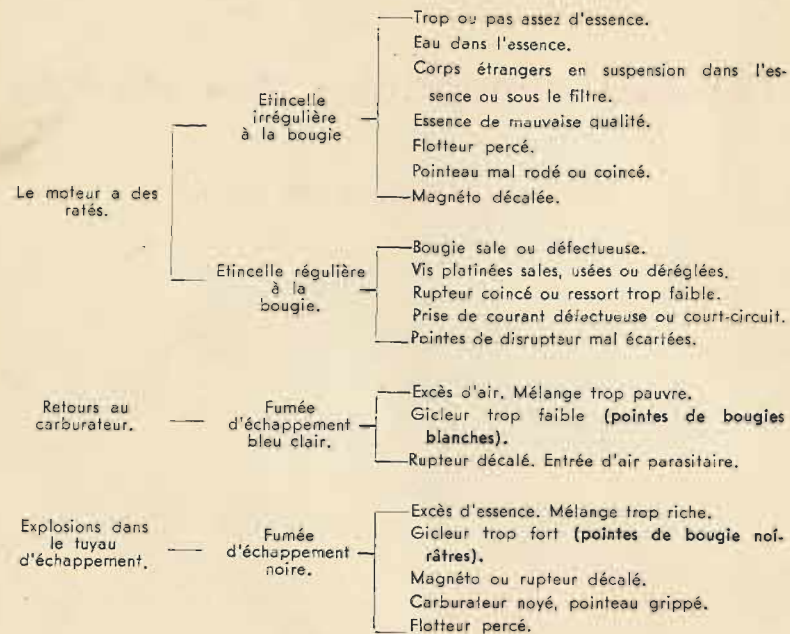 Le moteur a des
ratés.
Etincelle
irrégulière
à la bougie
Trop ou pas assez d'essence.
Eau dans l'essence.
Corps étrangers en suspension dans l'es-
sence ou sous le filtre.
Essence de mauvaise qualité.
Flotteur percé.
Pointeau mal rodé ou coincé.
Magnéto décalée.
Etincelle régulière
à la
bougie.
Bougie sale ou défectueuse.
Vis platinées sales, usées ou déréglées.
Rupteur coincé ou ressort trop faible.
Prise de courant défectueuse ou court-circuit.
Pointes de disrupteur mal écartées.
Retours au
carburateur.
Fumée
d'échappement
bleu clair.
Excès d'air. Mélange trop pauvre.
Gicleur trop faible (pointes de bougies
blanches).
Rupteur décalé. Entrée d'air parasitaire.
Explosions dans
le tuyau
d'échappement.
Fumée
d'échappement
noire.
Excès d'essence. Mélange trop riche.
Gicleur trop fort (pointes de bougie noi-
râtres).
Magnéto ou rupteur décalé.
Carburateur noyé, pointeau grippé.
Flotteur percé.